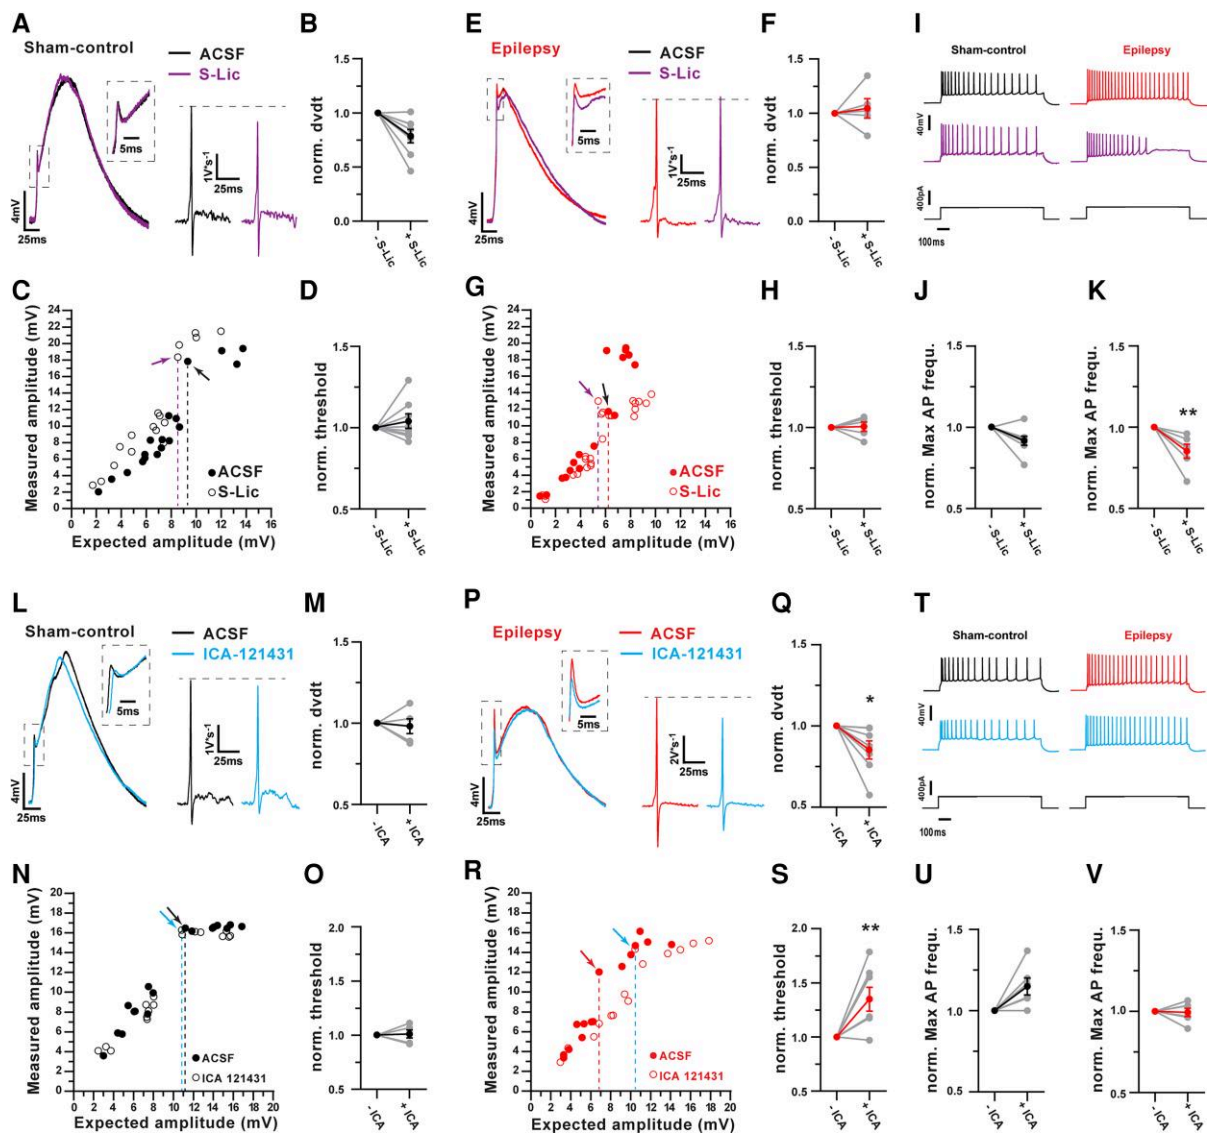 A
Sham-control
ACSF
S-Lic
5ms
1V*s-1
25ms
4mV
25ms
B
norm. dvdt
1.5
1.0
0.5
0.0
- S-Lic
+ S-Lic
E
Epilepsy
ACSF
S-Lic
5ms
1V*s-1
25ms
4mV
25ms
F
norm. dvdt
1.5
1.0
0.5
0.0
- S-Lic
+ S-Lic
I
Sham-control
Epilepsy
40mV
400pA
100ms
C
Measured amplitude (mV)
24
22
20
18
16
14
12
10
8
6
4
2
0
0 2 4 6 8 10 12 14 16
Expected amplitude (mV)
ACSF
S-Lic
D
norm. threshold
1.5
1.0
0.5
- S-Lic
+ S-Lic
G
Measured amplitude (mV)
24
22
20
18
16
14
12
10
8
6
4
2
0
0 2 4 6 8 10 12 14 16
Expected amplitude (mV)
ACSF
S-Lic
H
norm. threshold
1.5
1.0
0.5
- S-Lic
+ S-Lic
J
norm. Max AP frequ.
1.5
1.0
0.5
- S-Lic
+ S-Lic
K
norm. Max AP frequ.
1.5
1.0
0.5
**
- S-Lic
+ S-Lic
L
Sham-control
ACSF
ICA-121431
5ms
1V*s-1
25ms
4mV
25ms
M
norm. dvdt
1.5
1.0
0.5
- ICA
+ ICA
P
Epilepsy
ACSF
ICA-121431
5ms
2V*s-1
25ms
4mV
25ms
Q
norm. dvdt
1.5
1.0
0.5
*
- ICA
+ ICA
T
Sham-control
Epilepsy
40mV
400pA
100ms
N
Measured amplitude (mV)
20
18
16
14
12
10
8
6
4
2
0
0 2 4 6 8 10 12 14 16 18 20
Expected amplitude (mV)
ACSF
ICA 121431
O
norm. threshold
2.0
1.5
1.0
0.5
- ICA
+ ICA
R
Measured amplitude (mV)
20
18
16
14
12
10
8
6
4
2
0
0 2 4 6 8 10 12 14 16 18 20
Expected amplitude (mV)
ACSF
ICA 121431
S
norm. threshold
2.0
1.5
1.0
0.5
**
- ICA
+ ICA
U
norm. Max AP frequ.
1.5
1.0
0.5
- ICA
+ ICA
V
norm. Max AP frequ.
1.5
1.0
0.5
- ICA
+ ICA